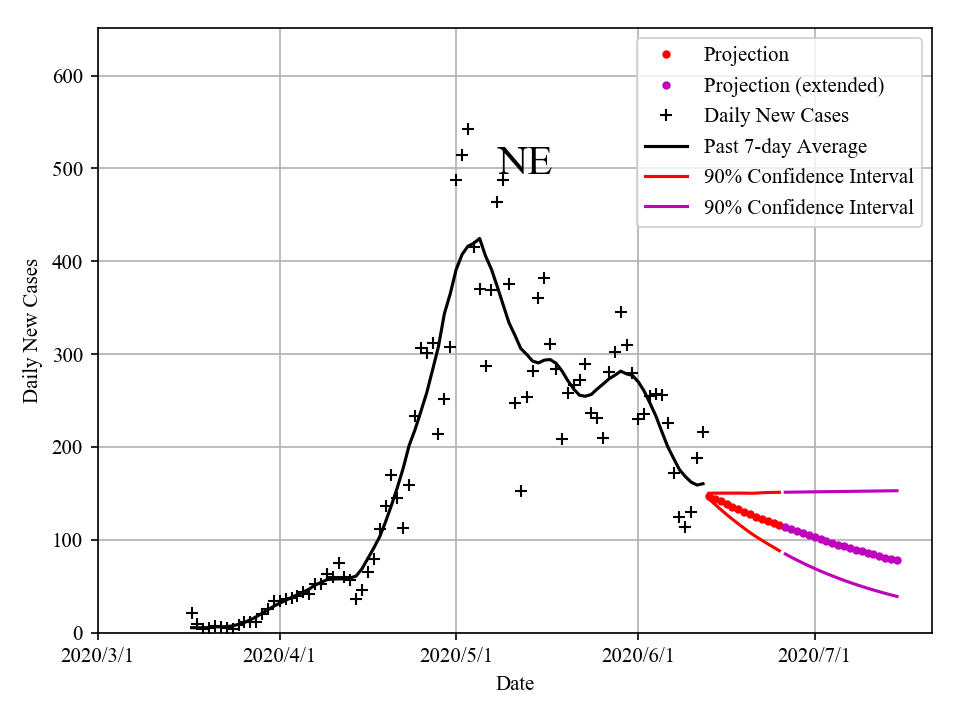 600
500
400
300
200
100
0
Daily New Cases
NE
Projection
Projection (extended)
Daily New Cases
Past 7-day Average
90% Confidence Interval
90% Confidence Interval
2020/3/1 2020/4/1 2020/5/1 2020/6/1 2020/7/1
Date